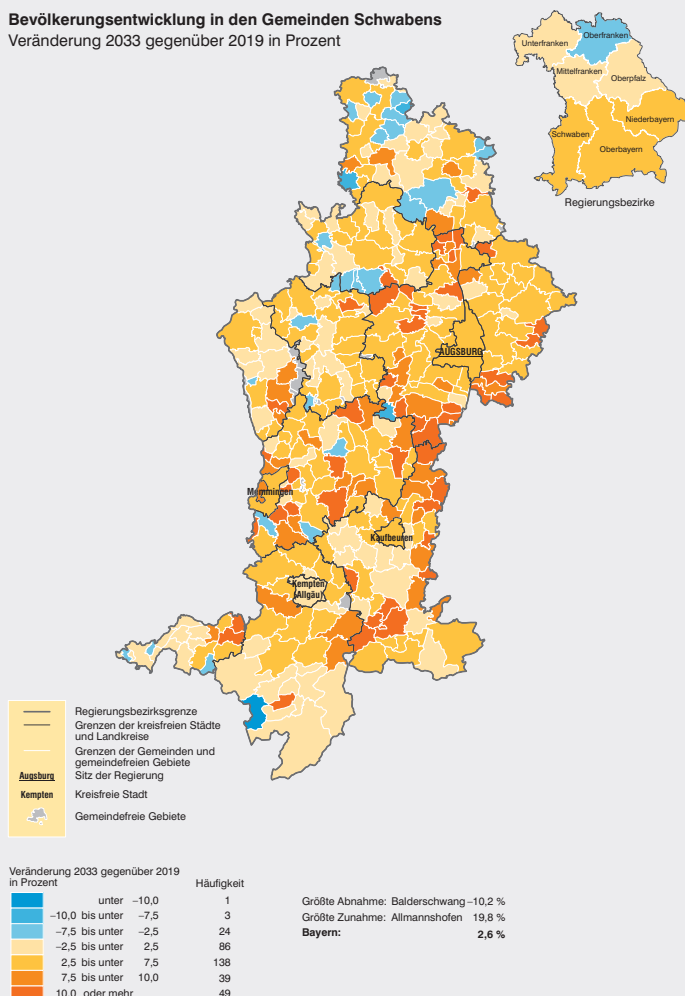 Bevölkerungsentwicklung in den Gemeinden Schwabens
Veränderung 2033 gegenüber 2019 in Prozent
Unterfranken
Oberfranken
Mittelfranken
Oberpfalz
Niederbayern
Schwaben
Oberbayern
Regierungsbezirke
AUGSBURG
Memmingen
Kaufbeuren
Kempten
(Allgäu)
Regierungsbezirksgrenze
Grenzen der kreisfreien Städte
und Landkreise
Grenzen der Gemeinden und
gemeindefreien Gebiete
Augsburg Sitz der Regierung
Kempten Kreisfreie Stadt
Gemeindefreie Gebiete
Veränderung 2033 gegenüber 2019
in Prozent Häufigkeit
unter −10,0 1
−10,0 bis unter −7,5 3
−7,5 bis unter −2,5 24
−2,5 bis unter 2,5 86
2,5 bis unter 7,5 138
7,5 bis unter 10,0 39
10,0 oder mehr 49
Größte Abnahme: Balderschwang −10,2 %
Größte Zunahme: Allmannshofen 19,8 %
Bayern: 2,6 %